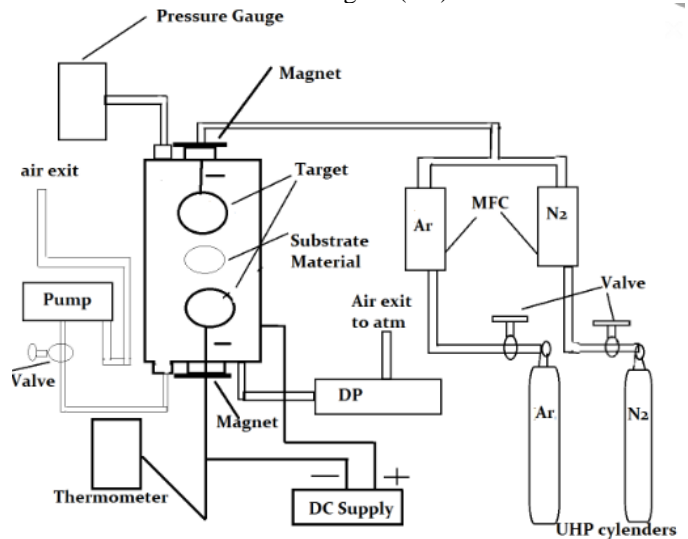 Pressure Gauge
Magnet
air exit
Target
Substrate
Material
Pump
Valve
Ar
MFC
N2
Valve
Air exit
to atm
DP
Magnet
Thermometer
DC Supply
Ar
N2
UHP cylenders